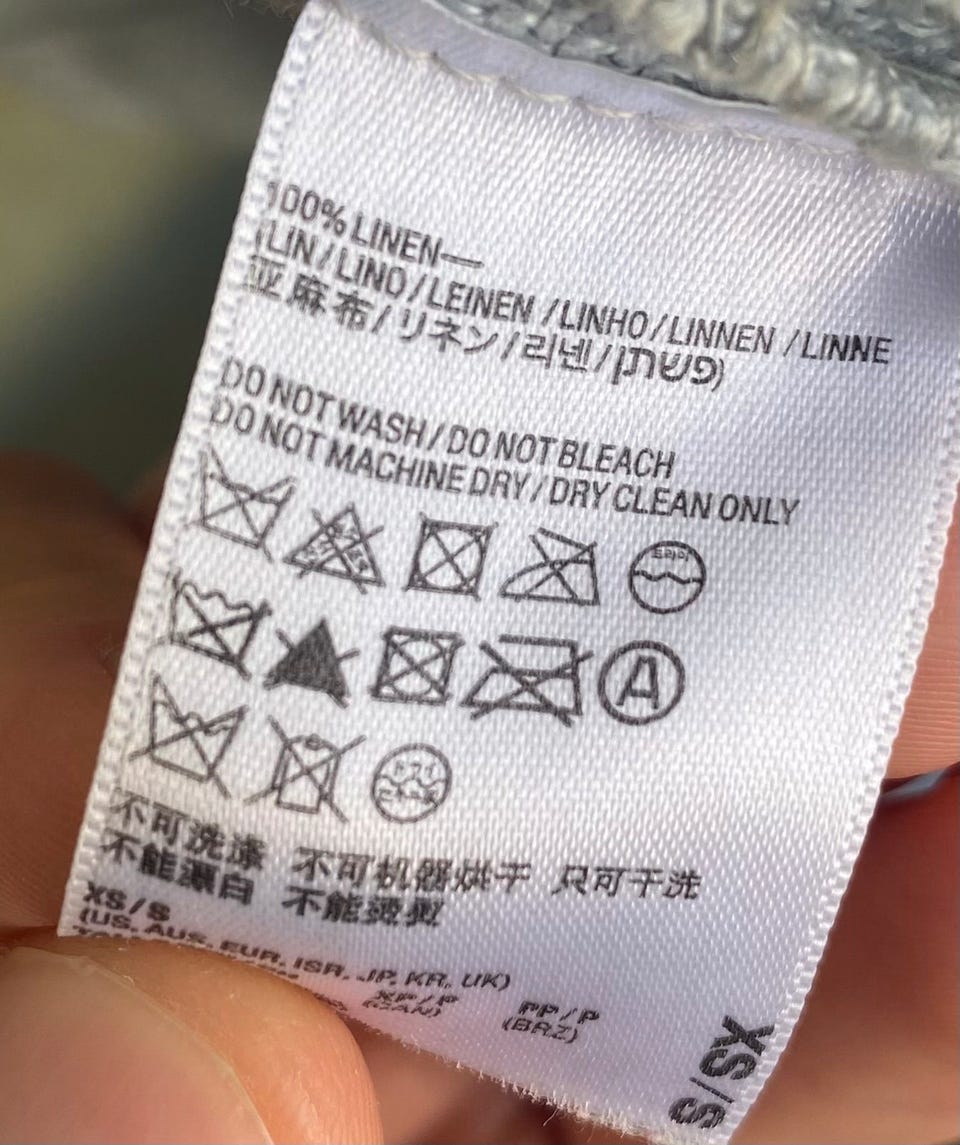 100% LINEN—
(LIN / LINO / LEINEN / LINHO / LINNEN / LINNE
亚麻布 / リネン / 리넨 / פשתן)
DO NOT WASH / DO NOT BLEACH
DO NOT MACHINE DRY / DRY CLEAN ONLY
드라이
A
不可洗涤 不可机器烘干 只可干洗
不能漂白 不能烫熨
XS / S
(US, AUS, EUR, ISR, JP, KR, UK)
XP / P PP / P
(CAN) (BRZ)
XS/S